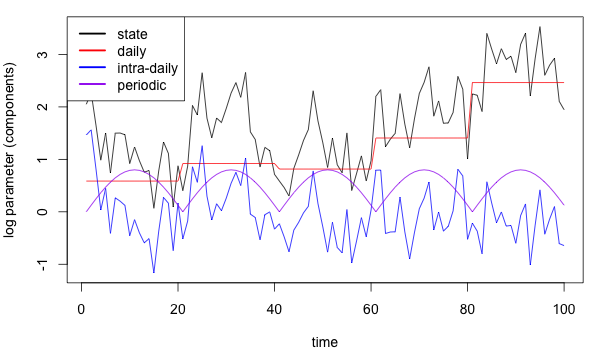 state
daily
intra-daily
periodic
log parameter (components)
3
2
1
0
-1
0
20
40
60
80
100
time